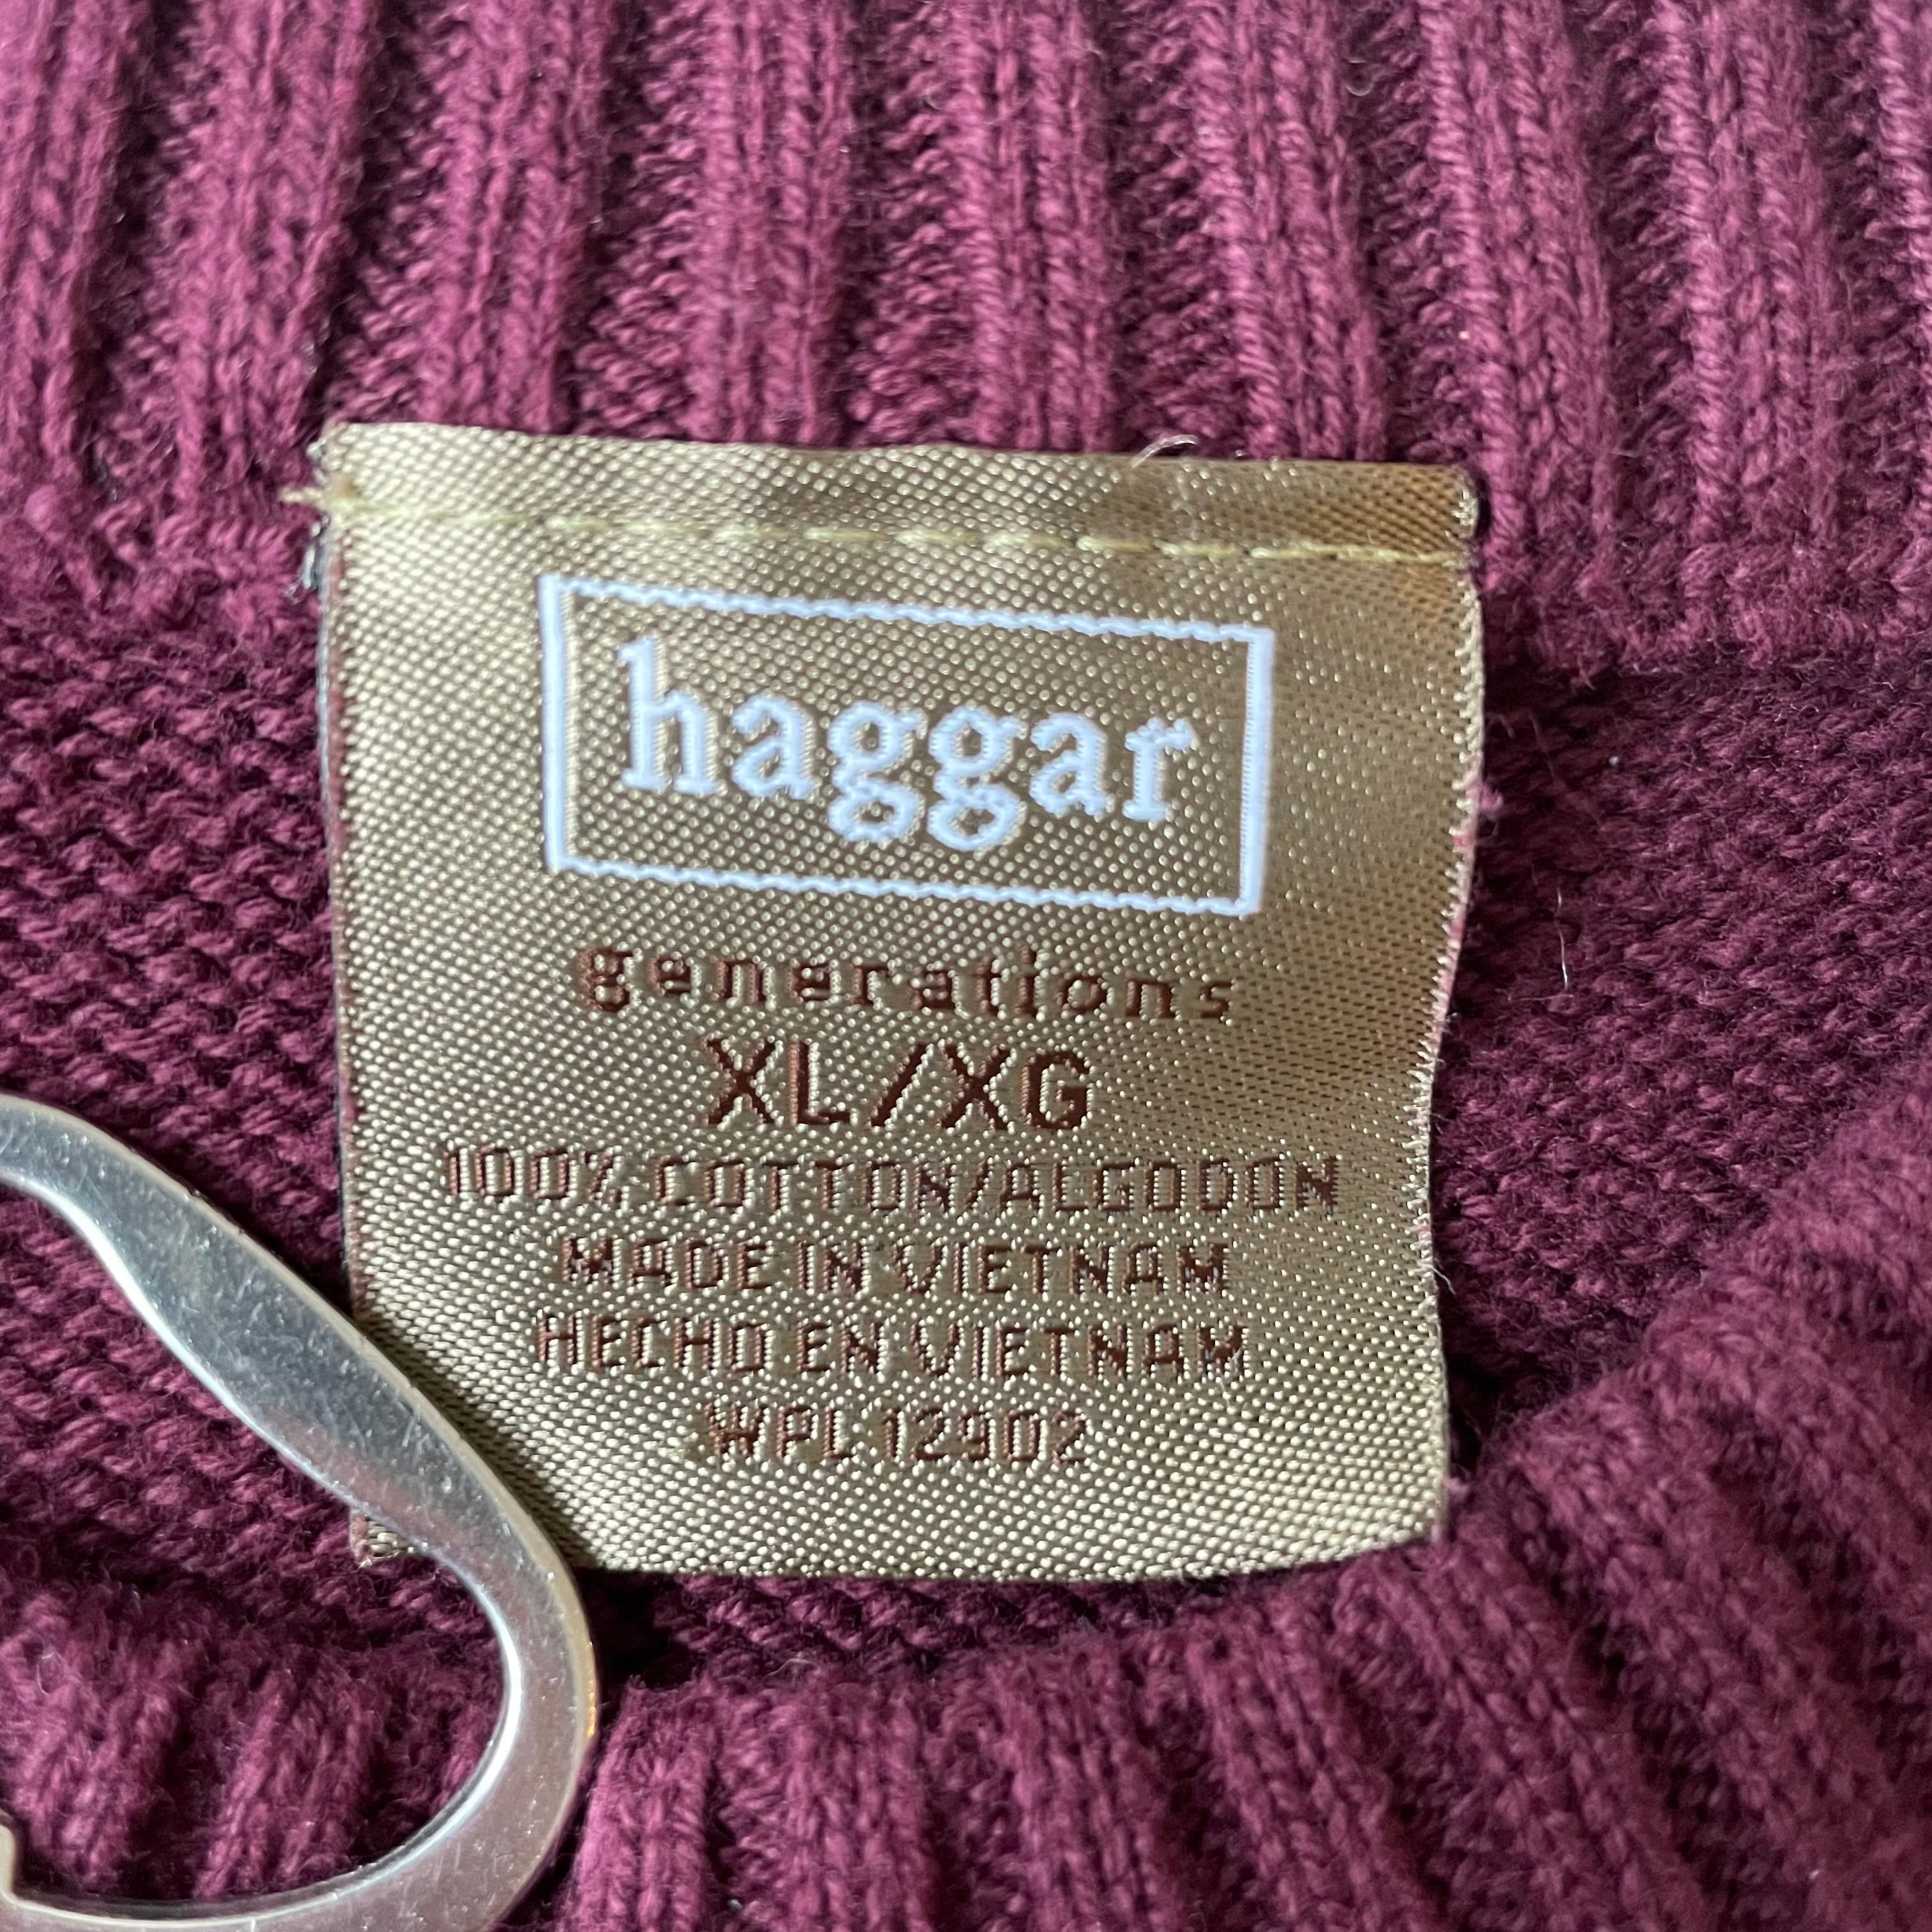 haggar
generations
XL/XG
100% COTTON/ALGODON
MADE IN VIETNAM
HECHO EN VIETNAM
WPL 12902